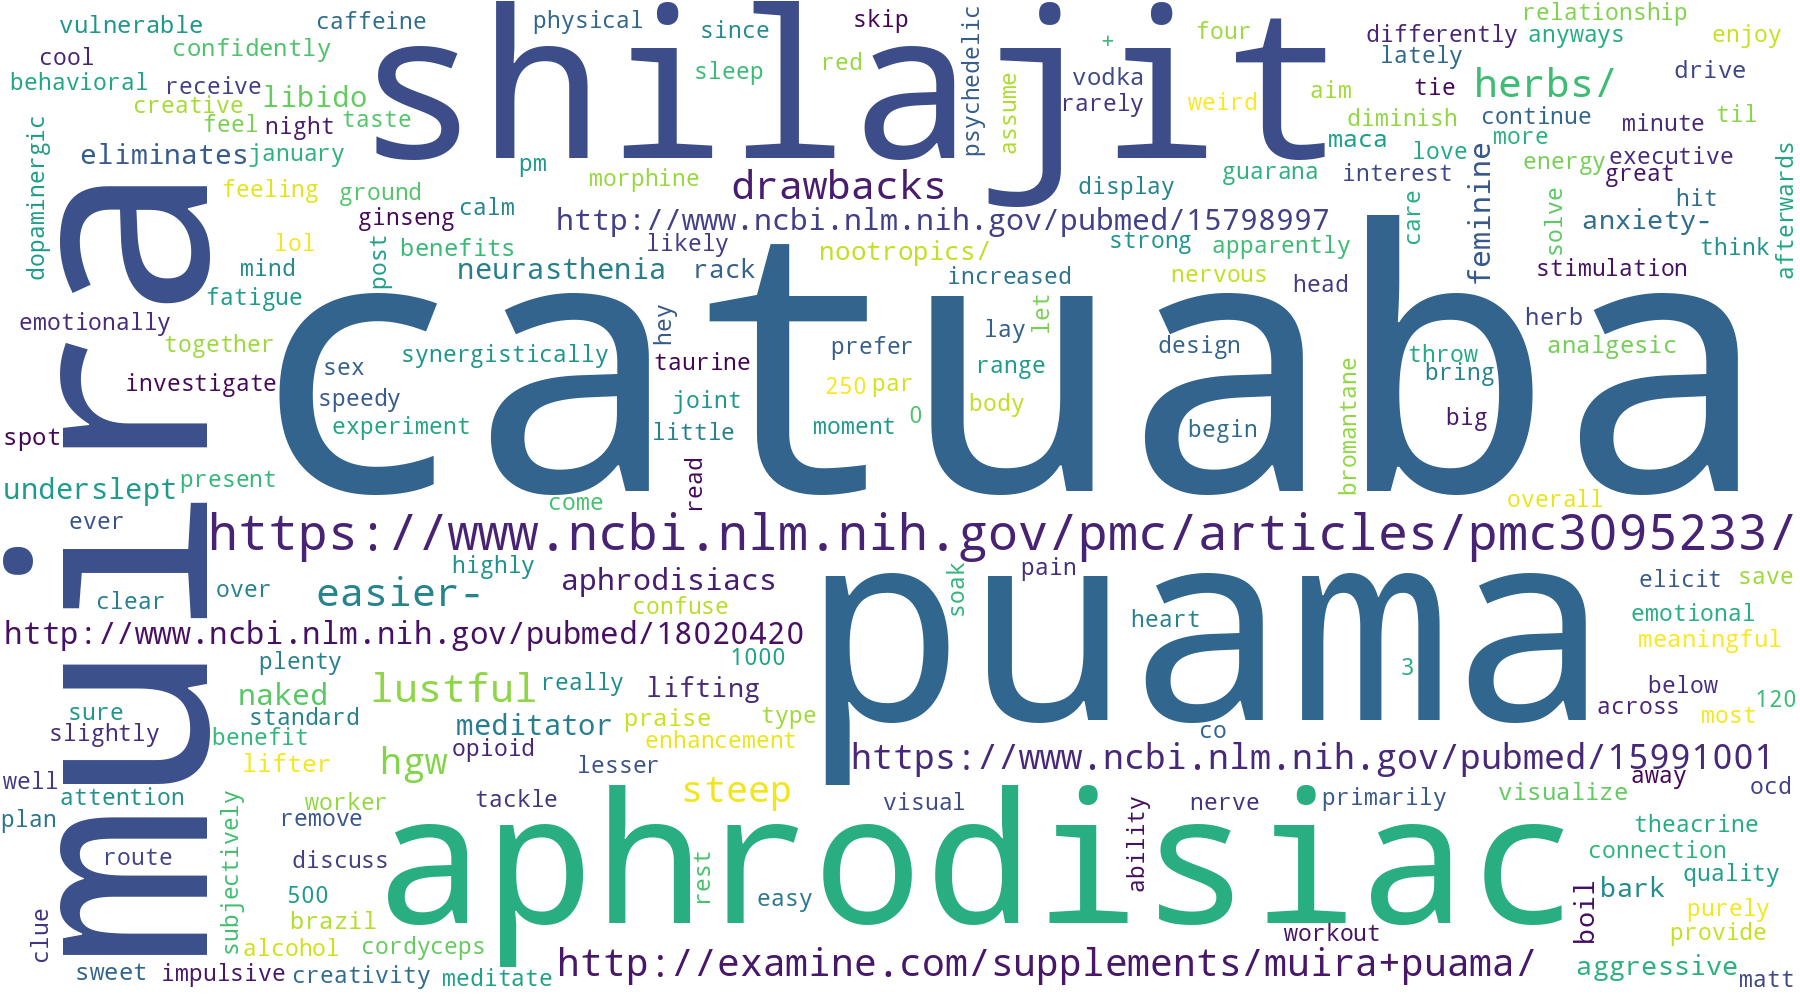 vulnerable
caffeine
shilajit
physical
since
skip
psychedelic
+
four
differently
relationship
anyways
enjoy
cool
confidently
sleep
red
vodka
lately
behavioral
receive
libido
assume
rarely
weird
aim
tie
herbs/
drive
creative
feel
night
taste
diminish
continue
minute
til
dopaminergic
eliminates
january
maca
more
love
feminine
energy
executive
pm
morphine
drawbacks
display
guarana
interest
great
afterwards
muira
feeling
ground
ginseng
calm
http://www.ncbi.nlm.nih.gov/pubmed/15798997
care
solve
anxiety-
hit
lol
post
benefits
likely
nootropics/
strong
apparently
think
mind
neurasthenia
rack
increased
nervous
head
stimulation
fatigue
catuaba
emotionally
hey
let
lay
herb
together
sex
synergistically
taurine
prefer
range
design
throw
analgesic
investigate
speedy
joint
250
par
body
bring
bromantane
spot
experiment
little
moment
0
begin
big
underslept
present
read
come
overall
ever
https://www.ncbi.nlm.nih.gov/pmc/articles/pmc3095233/
highly
soak
pain
clear
over
easier-
aphrodisiacs
puama
elicit
save
confuse
heart
emotional
http://www.ncbi.nlm.nih.gov/pubmed/18020420
meaningful
plenty
1000
3
naked
lustful
really
lifting
below
120
sure
standard
meditator
praise
type
across
most
slightly
benefit
opioid
enhancement
co
hgw
lifter
lesser
https://www.ncbi.nlm.nih.gov/pubmed/15991001
well
away
ocd
attention
subjectively
worker
tackle
steep
visual
ability
nerve
primarily
visualize
plan
remove
aphrodisiac
theacrine
route
discuss
rest
connection
500
easy
boil
bark
quality
clue
brazil
purely
alcohol
cordyceps
workout
provide
sweet
impulsive
creativity
meditate
http://examine.com/supplements/muira+puama/
aggressive
matt